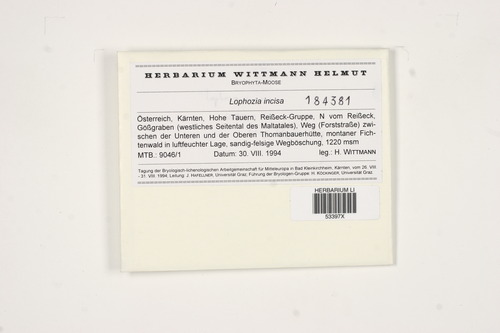 HERBARIUM WITTMANN HELMUT
BRYOPHYTA-MOOSE
Lophozia incisa 184381
Österreich, Kärnten, Hohe Tauern, Reißeck-Gruppe, N vom Reißeck,
Gößgraben (westliches Seitental des Maltatales), Weg (Forststraße) zwi-
schen der Unteren und der Oberen Thomanbauerhütte, montaner Fich-
tenwald in luftfeuchter Lage, sandig-felsige Wegböschung, 1220 msm
MTB.: 9046/1 Datum: 30. VIII. 1994 leg.: H. WITTMANN
Tagung der Bryologisch-lichenologischen Arbeitsgemeinschaft für Mitteleuropa in Bad Kleinkirchheim, Kärnten, vom 26. VIII.
- 31. VIII. 1994; Leitung: J. HAFELLNER, Universität Graz; Führung der Bryologen-Gruppe: H. KÖCKINGER, Universität Graz.
HERBARIUM LI
53397X